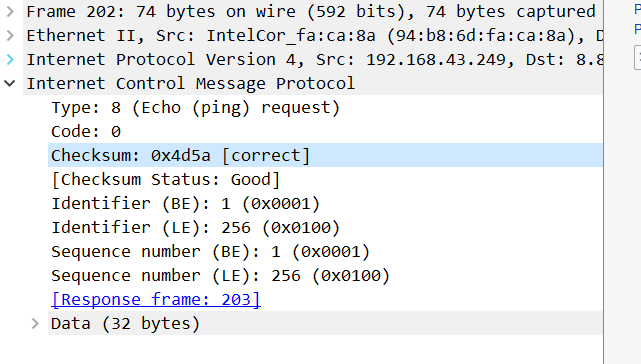 Frame 202: 74 bytes on wire (592 bits), 74 bytes captured
Ethernet II, Src: IntelCor_fa:ca:8a (94:b8:6d:fa:ca:8a), D
Internet Protocol Version 4, Src: 192.168.43.249, Dst: 8.8
Internet Control Message Protocol
Type: 8 (Echo (ping) request)
Code: 0
Checksum: 0x4d5a [correct]
[Checksum Status: Good]
Identifier (BE): 1 (0x0001)
Identifier (LE): 256 (0x0100)
Sequence number (BE): 1 (0x0001)
Sequence number (LE): 256 (0x0100)
[Response frame: 203]
Data (32 bytes)